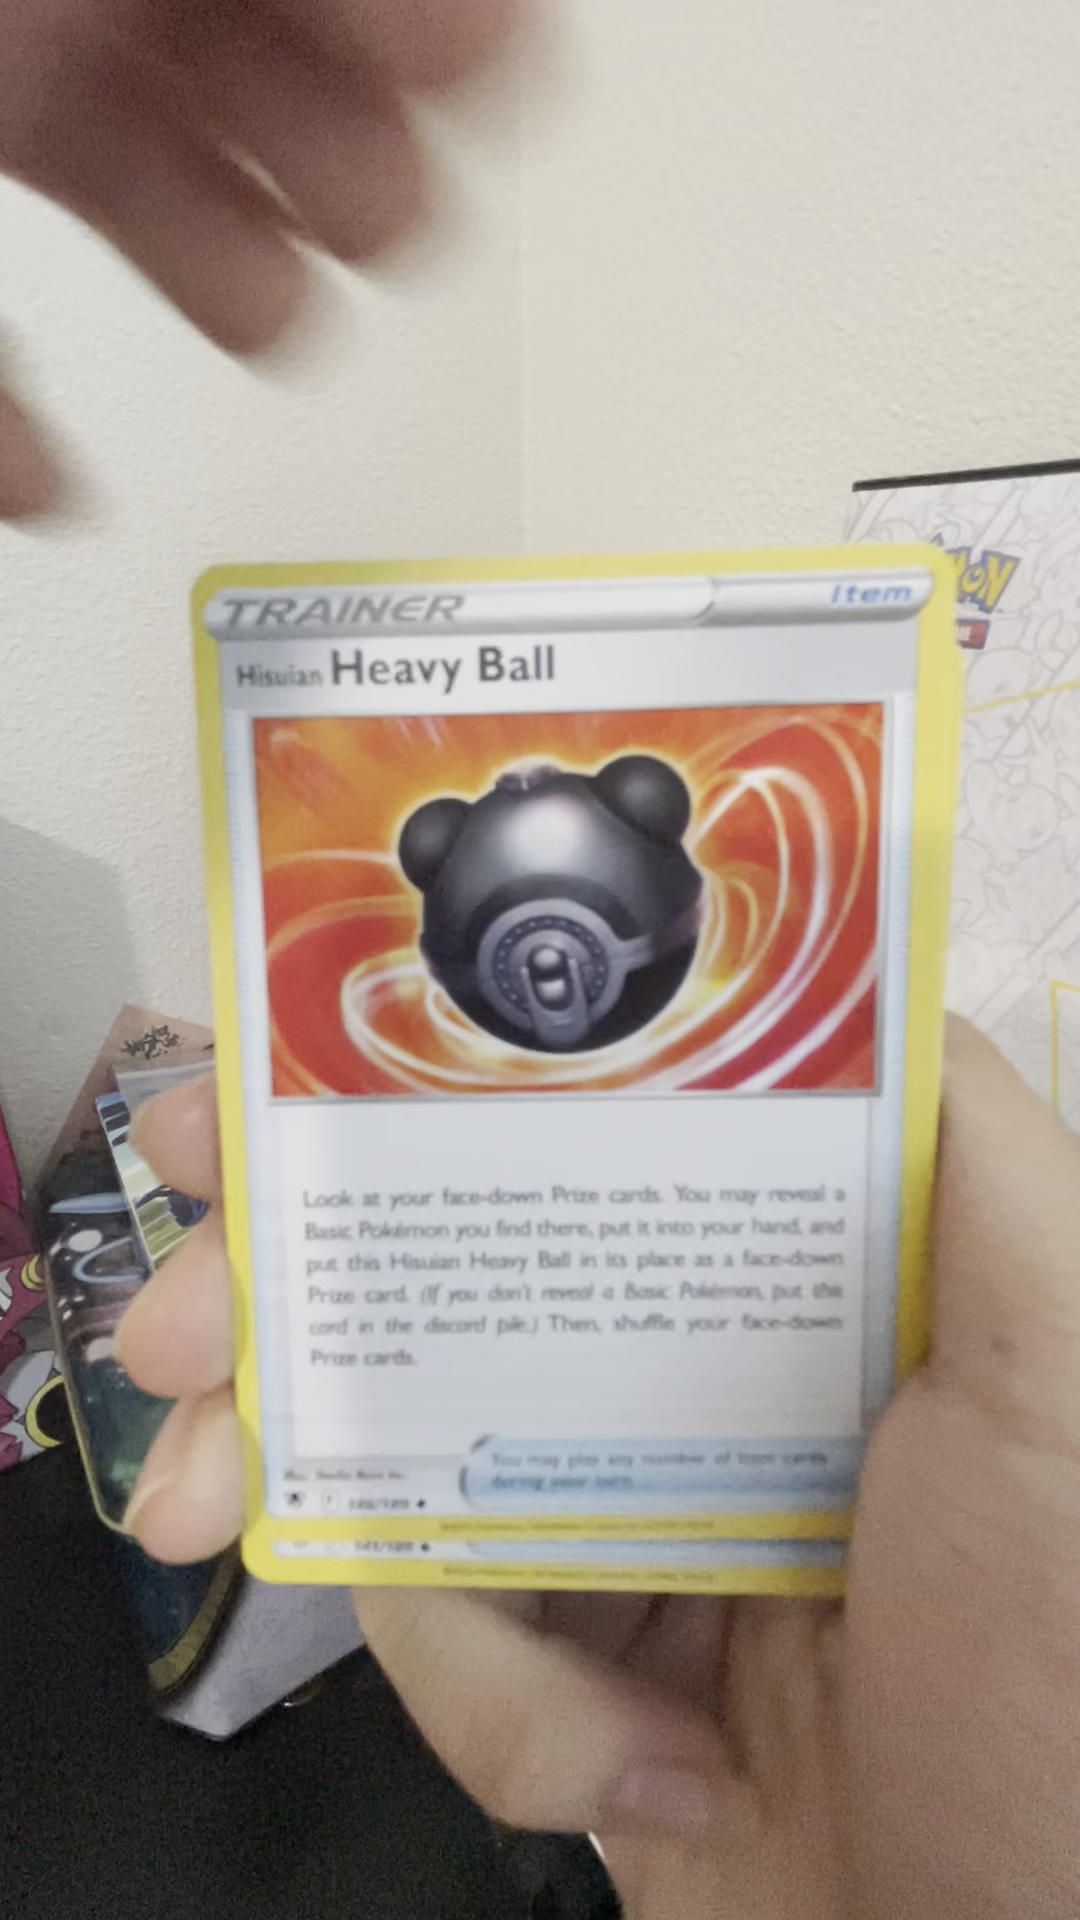 TRAINER
Item
Hisuian Heavy Ball
Look at your face-down Prize cards. You may reveal a
Basic Pokémon you find there, put it into your hand, and
put this Hisuian Heavy Ball in its place as a face-down
Prize card. (If you don't reveal a Basic Pokémon, put this
card in the discard pile.) Then, shuffle your face-down
Prize cards.
You may play any number of Item cards
during your turn.